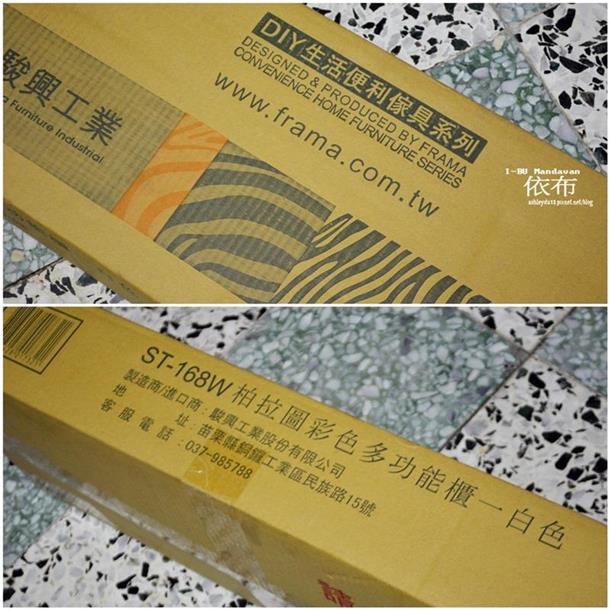 駿興工業
Furniture Industrial
DIY生活便利傢具系列
DESIGNED & PRODUCED BY FRAMA
CONVENIENCE HOME FURNITURE SERIES
www.frama.com.tw
I-BU Mandavan
依布
ST-168W 柏拉圖彩色多功能櫃—白色
製造商/進口商:駿興工業股份有限公司
地址:苗栗縣銅鑼工業區民族路15號
客服電話:037-985788